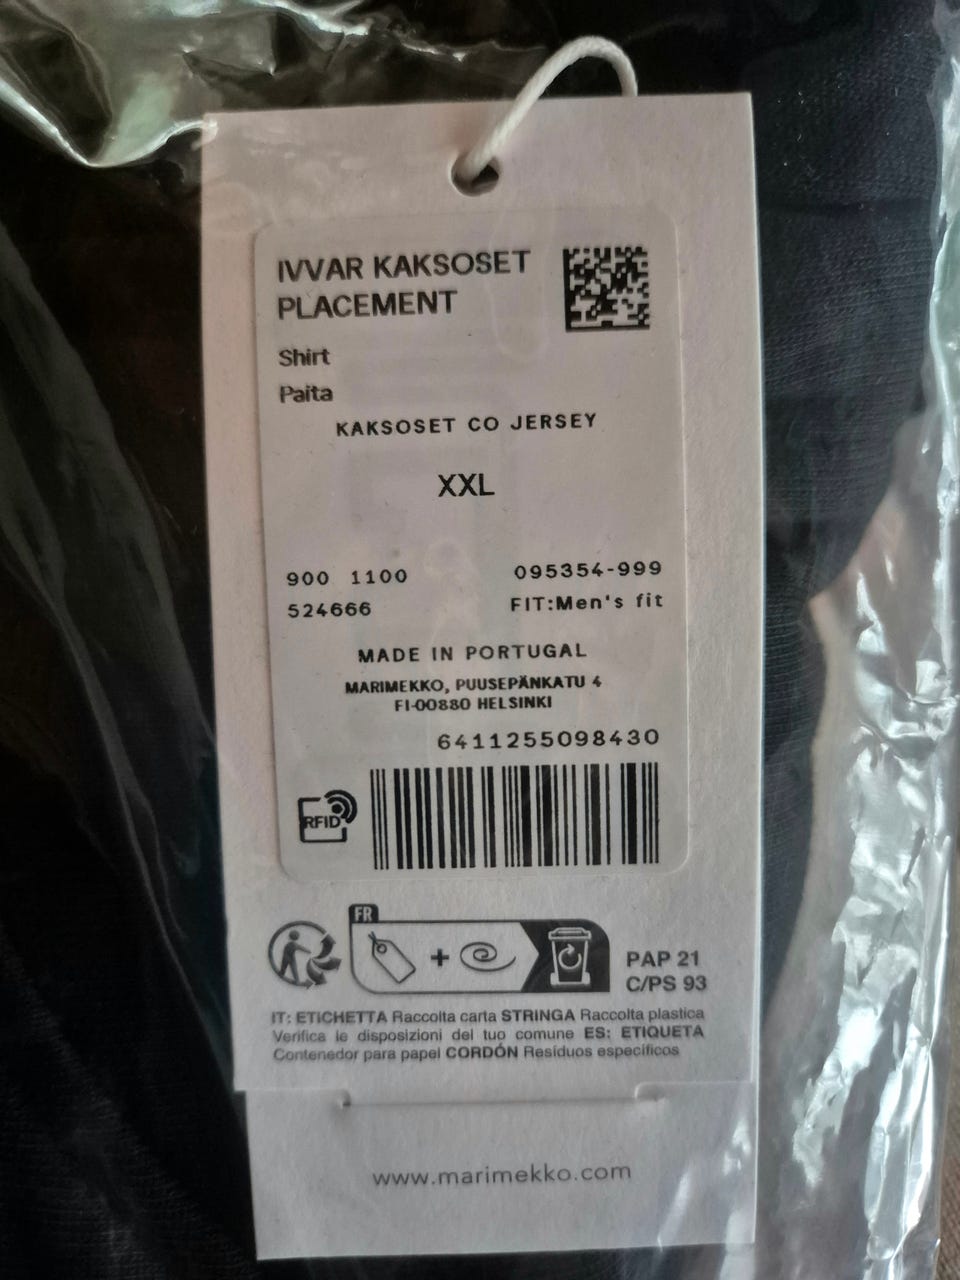 IVVAR KAKSOSET
PLACEMENT
Shirt
Paita
KAKSOSET CO JERSEY
XXL
900 1100 095354-999
524666 FIT:Men's fit
MADE IN PORTUGAL
MARIMEKKO, PUUSEPÄNKATU 4
FI-00880 HELSINKI
6411255098430
RFID
FR
PAP 21
C/PS 93
IT: ETICHETTA Raccolta carta STRINGA Raccolta plastica
Verifica le disposizioni del tuo comune ES: ETIQUETA
Contenedor para papel CORDÓN Residuos específicos
www.marimekko.com